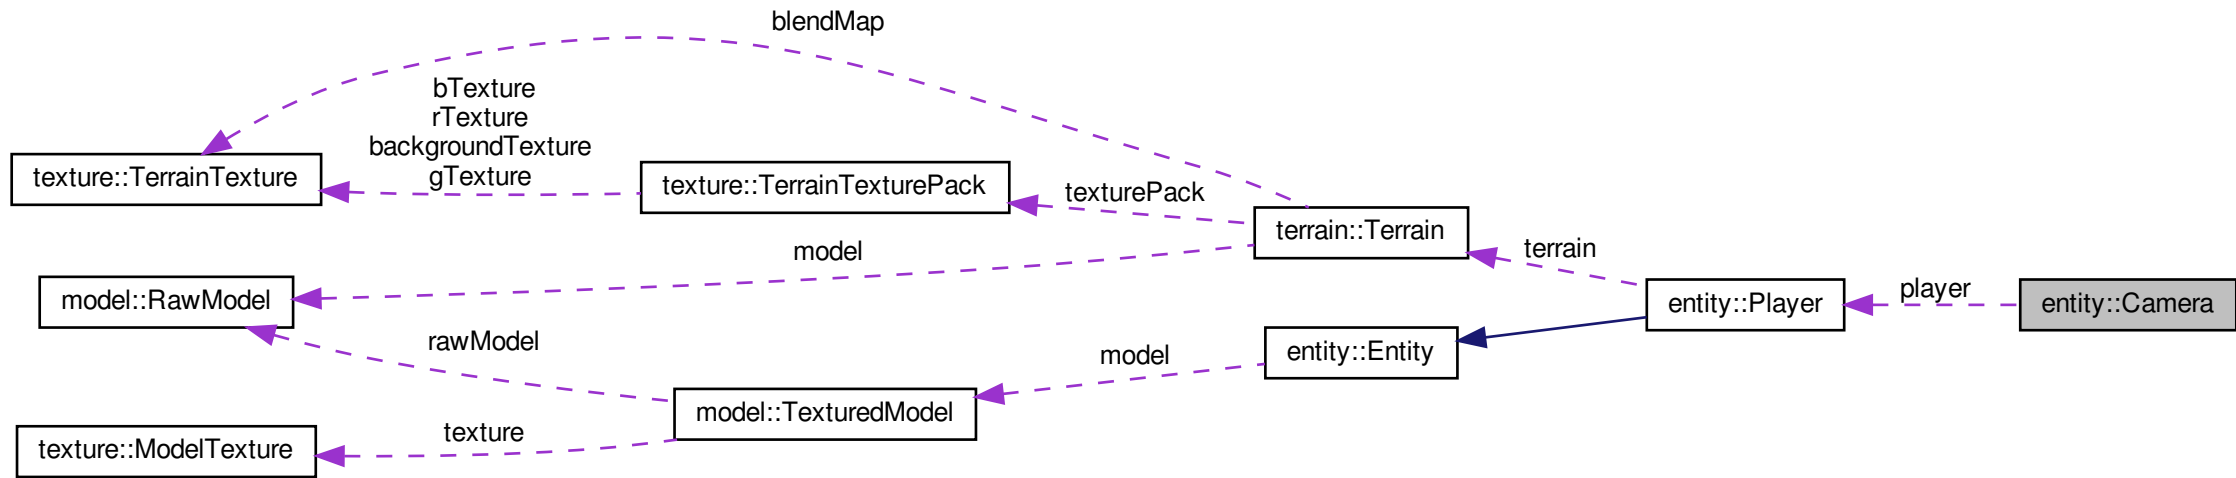 blendMap
bTexture
rTexture
backgroundTexture
gTexture
texture::TerrainTexture
texture::TerrainTexturePack
texturePack
terrain::Terrain
terrain
model
model::RawModel
entity::Player
player
entity::Camera
rawModel
model
entity::Entity
model::TexturedModel
texture
texture::ModelTexture